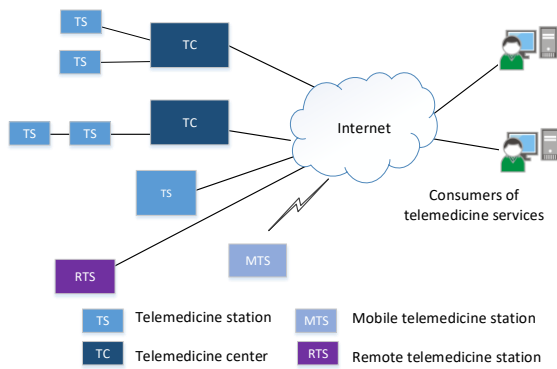 TS
TC
TS
Internet
TC
TS
TS
TS
Consumers of
telemedicine services
MTS
RTS
TS
Telemedicine station
MTS
Mobile telemedicine station
TC
Telemedicine center
RTS
Remote telemedicine station